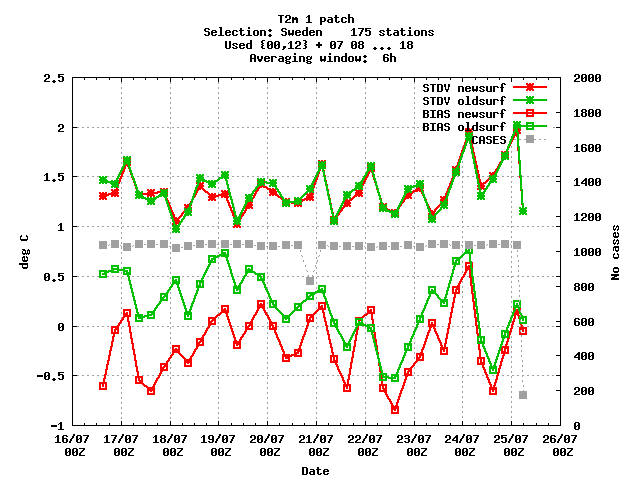 T2m 1 patch
Selection: Sweden 175 stations
Used {00,12} + 07 08 ... 18
Averaging window: 6h
STDV newsurf
STDV oldsurf
BIAS newsurf
BIAS oldsurf
CASES
2.5
2
1.5
1
0.5
0
-0.5
-1
deg C
2000
1800
1600
1400
1200
1000
800
600
400
200
0
No cases
16/07 17/07 18/07 19/07 20/07 21/07 22/07 23/07 24/07 25/07 26/07
00Z 00Z 00Z 00Z 00Z 00Z 00Z 00Z 00Z 00Z 00Z
Date